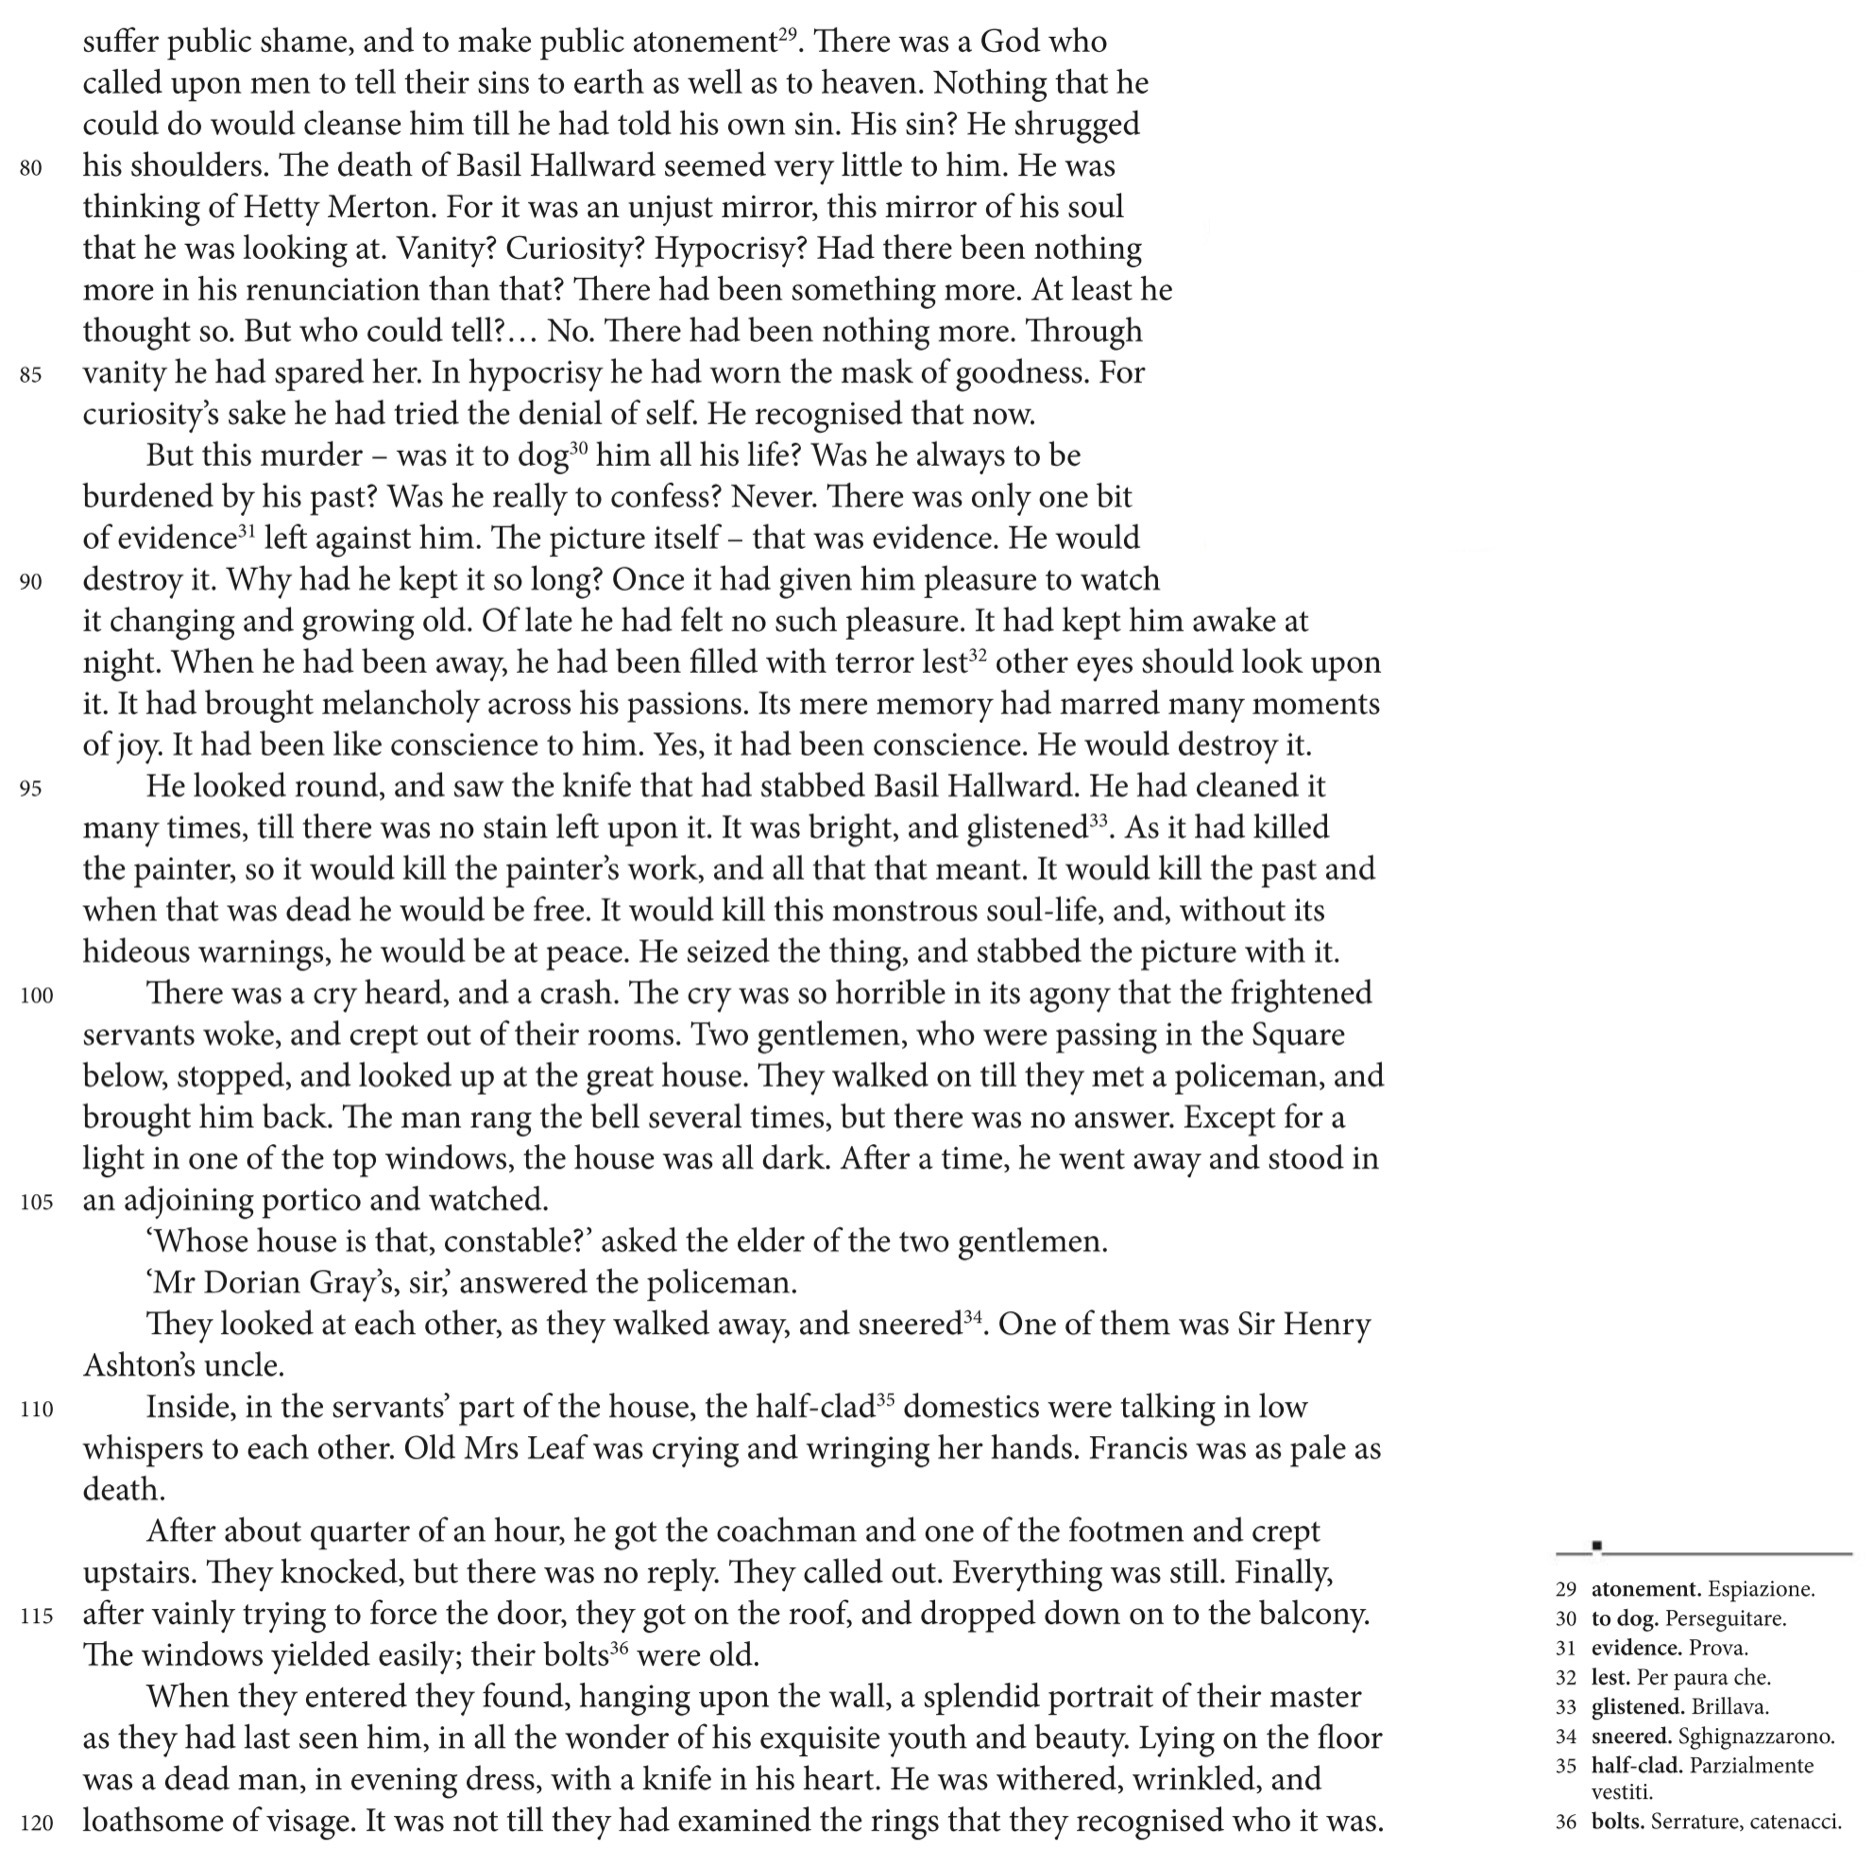 suffer public shame, and to make public atonement²⁹. There was a God who
called upon men to tell their sins to earth as well as to heaven. Nothing that he
could do would cleanse him till he had told his own sin. His sin? He shrugged
80 his shoulders. The death of Basil Hallward seemed very little to him. He was
thinking of Hetty Merton. For it was an unjust mirror, this mirror of his soul
that he was looking at. Vanity? Curiosity? Hypocrisy? Had there been nothing
more in his renunciation than that? There had been something more. At least he
thought so. But who could tell?… No. There had been nothing more. Through
85 vanity he had spared her. In hypocrisy he had worn the mask of goodness. For
curiosity’s sake he had tried the denial of self. He recognised that now.
But this murder – was it to dog³⁰ him all his life? Was he always to be
burdened by his past? Was he really to confess? Never. There was only one bit
of evidence³¹ left against him. The picture itself – that was evidence. He would
90 destroy it. Why had he kept it so long? Once it had given him pleasure to watch
it changing and growing old. Of late he had felt no such pleasure. It had kept him awake at
night. When he had been away, he had been filled with terror lest³² other eyes should look upon
it. It had brought melancholy across his passions. Its mere memory had marred many moments
of joy. It had been like conscience to him. Yes, it had been conscience. He would destroy it.
95 He looked round, and saw the knife that had stabbed Basil Hallward. He had cleaned it
many times, till there was no stain left upon it. It was bright, and glistened³³. As it had killed
the painter, so it would kill the painter’s work, and all that that meant. It would kill the past and
when that was dead he would be free. It would kill this monstrous soul-life, and, without its
hideous warnings, he would be at peace. He seized the thing, and stabbed the picture with it.
100 There was a cry heard, and a crash. The cry was so horrible in its agony that the frightened
servants woke, and crept out of their rooms. Two gentlemen, who were passing in the Square
below, stopped, and looked up at the great house. They walked on till they met a policeman, and
brought him back. The man rang the bell several times, but there was no answer. Except for a
light in one of the top windows, the house was all dark. After a time, he went away and stood in
105 an adjoining portico and watched.
‘Whose house is that, constable?’ asked the elder of the two gentlemen.
‘Mr Dorian Gray’s, sir,’ answered the policeman.
They looked at each other, as they walked away, and sneered³⁴. One of them was Sir Henry
Ashton’s uncle.
110 Inside, in the servants’ part of the house, the half-clad³⁵ domestics were talking in low
whispers to each other. Old Mrs Leaf was crying and wringing her hands. Francis was as pale as
death.
After about quarter of an hour, he got the coachman and one of the footmen and crept
upstairs. They knocked, but there was no reply. They called out. Everything was still. Finally,
115 after vainly trying to force the door, they got on the roof, and dropped down on to the balcony.
The windows yielded easily; their bolts³⁶ were old.
When they entered they found, hanging upon the wall, a splendid portrait of their master
as they had last seen him, in all the wonder of his exquisite youth and beauty. Lying on the floor
was a dead man, in evening dress, with a knife in his heart. He was withered, wrinkled, and
120 loathsome of visage. It was not till they had examined the rings that they recognised who it was.
29 atonement. Espiazione.
30 to dog. Perseguitare.
31 evidence. Prova.
32 lest. Per paura che.
33 glistened. Brillava.
34 sneered. Sghignazzarono.
35 half-clad. Parzialmente
vestiti.
36 bolts. Serrature, catenacci.